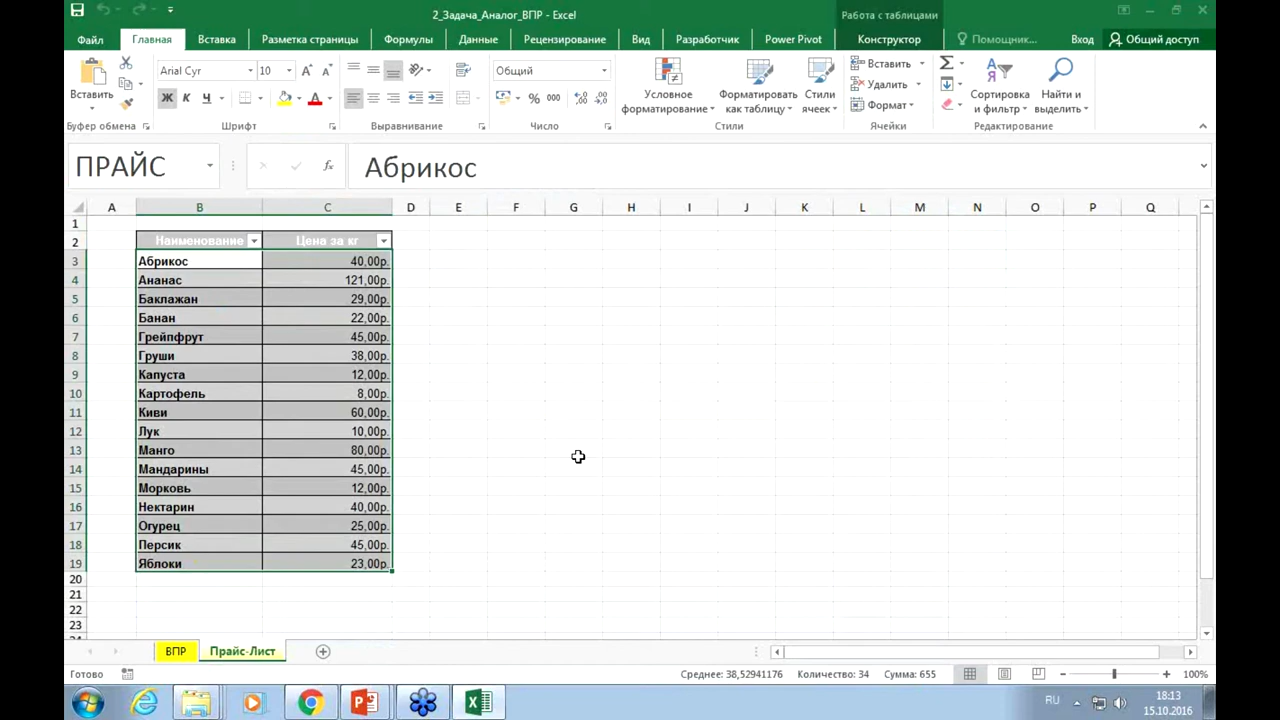 2_Задача_Аналог_ВПР - Excel
Работа с таблицами
Файл Главная Вставка Разметка страницы Формулы Данные Рецензирование Вид Разработчик Power Pivot Конструктор Помощник... Вход Общий доступ
Вставить
Arial Cyr 10
Ж К Ч
Общий
% 000
Условное форматирование
Форматировать как таблицу
Стили ячеек
Вставить
Удалить
Формат
Сортировка и фильтр
Найти и выделить
Буфер обмена Шрифт Выравнивание Число Стили Ячейки Редактирование
ПРАЙС fx Абрикос
A B C D E F G H I J K L M N O P Q
1
2 Наименование Цена за кг
3 Абрикос 40,00р.
4 Ананас 121,00р.
5 Баклажан 29,00р.
6 Банан 22,00р.
7 Грейпфрут 45,00р.
8 Груши 38,00р.
9 Капуста 12,00р.
10 Картофель 8,00р.
11 Киви 60,00р.
12 Лук 10,00р.
13 Манго 80,00р.
14 Мандарины 45,00р.
15 Морковь 12,00р.
16 Нектарин 40,00р.
17 Огурец 25,00р.
18 Персик 45,00р.
19 Яблоки 23,00р.
20
21
22
23
ВПР Прайс-Лист
Готово Среднее: 38,52941176 Количество: 34 Сумма: 655 100%
RU 18:13
15.10.2016